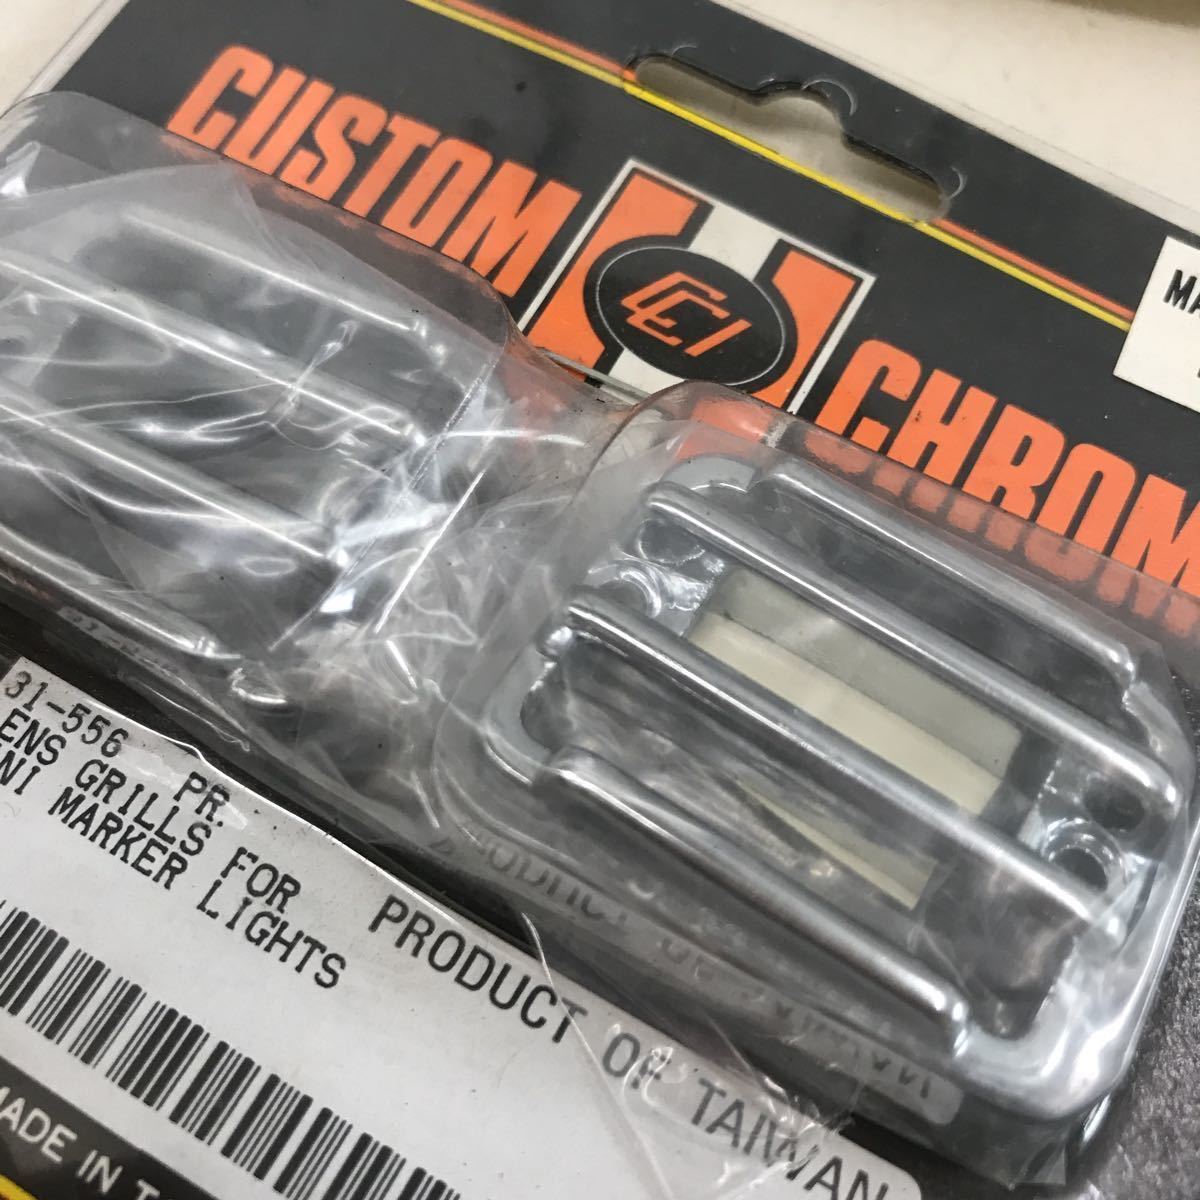 CUSTOM
CCI
CHROM
MA
31-556 PR.
ENS GRILLS FOR
NI MARKER LIGHTS
PRODUCT OF TAIWAN
MADE IN T